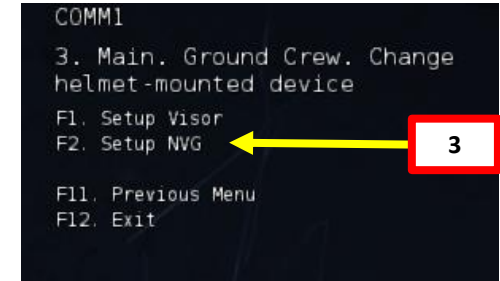 COMM1
3. Main. Ground Crew. Change
helmet-mounted device
F1. Setup Visor
F2. Setup NVG
3
F11. Previous Menu
F12. Exit